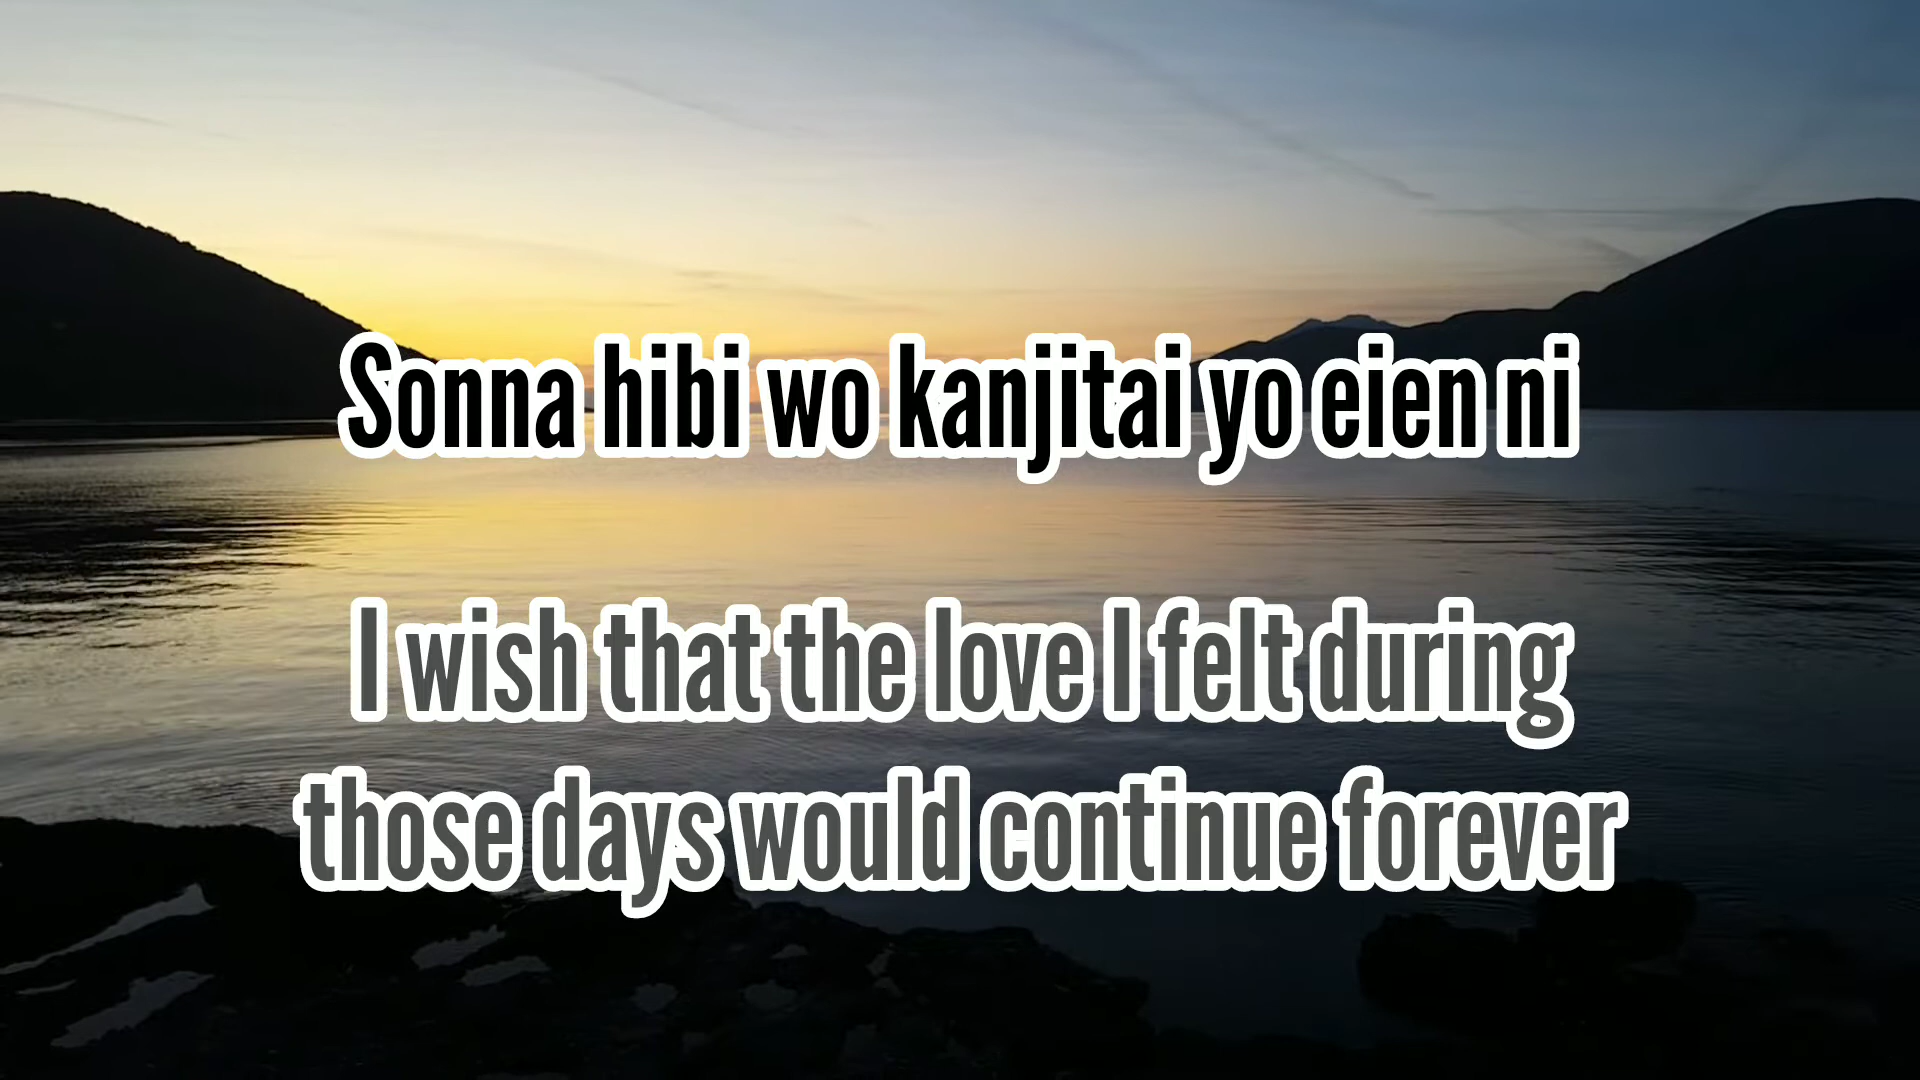 Sonna hibi wo kanjitai yo eien ni
I wish that the love I felt during
those days would continue forever